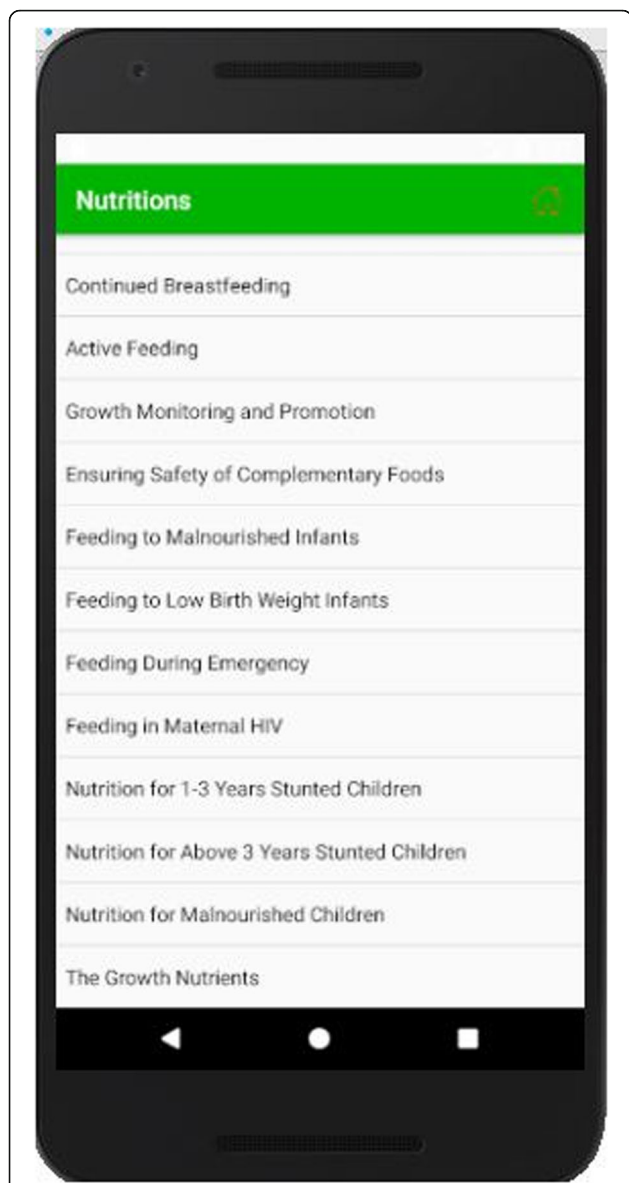 Nutritions
Continued Breastfeeding
Active Feeding
Growth Monitoring and Promotion
Ensuring Safety of Complementary Foods
Feeding to Malnourished Infants
Feeding to Low Birth Weight Infants
Feeding During Emergency
Feeding in Maternal HIV
Nutrition for 1-3 Years Stunted Children
Nutrition for Above 3 Years Stunted Children
Nutrition for Malnourished Children
The Growth Nutrients